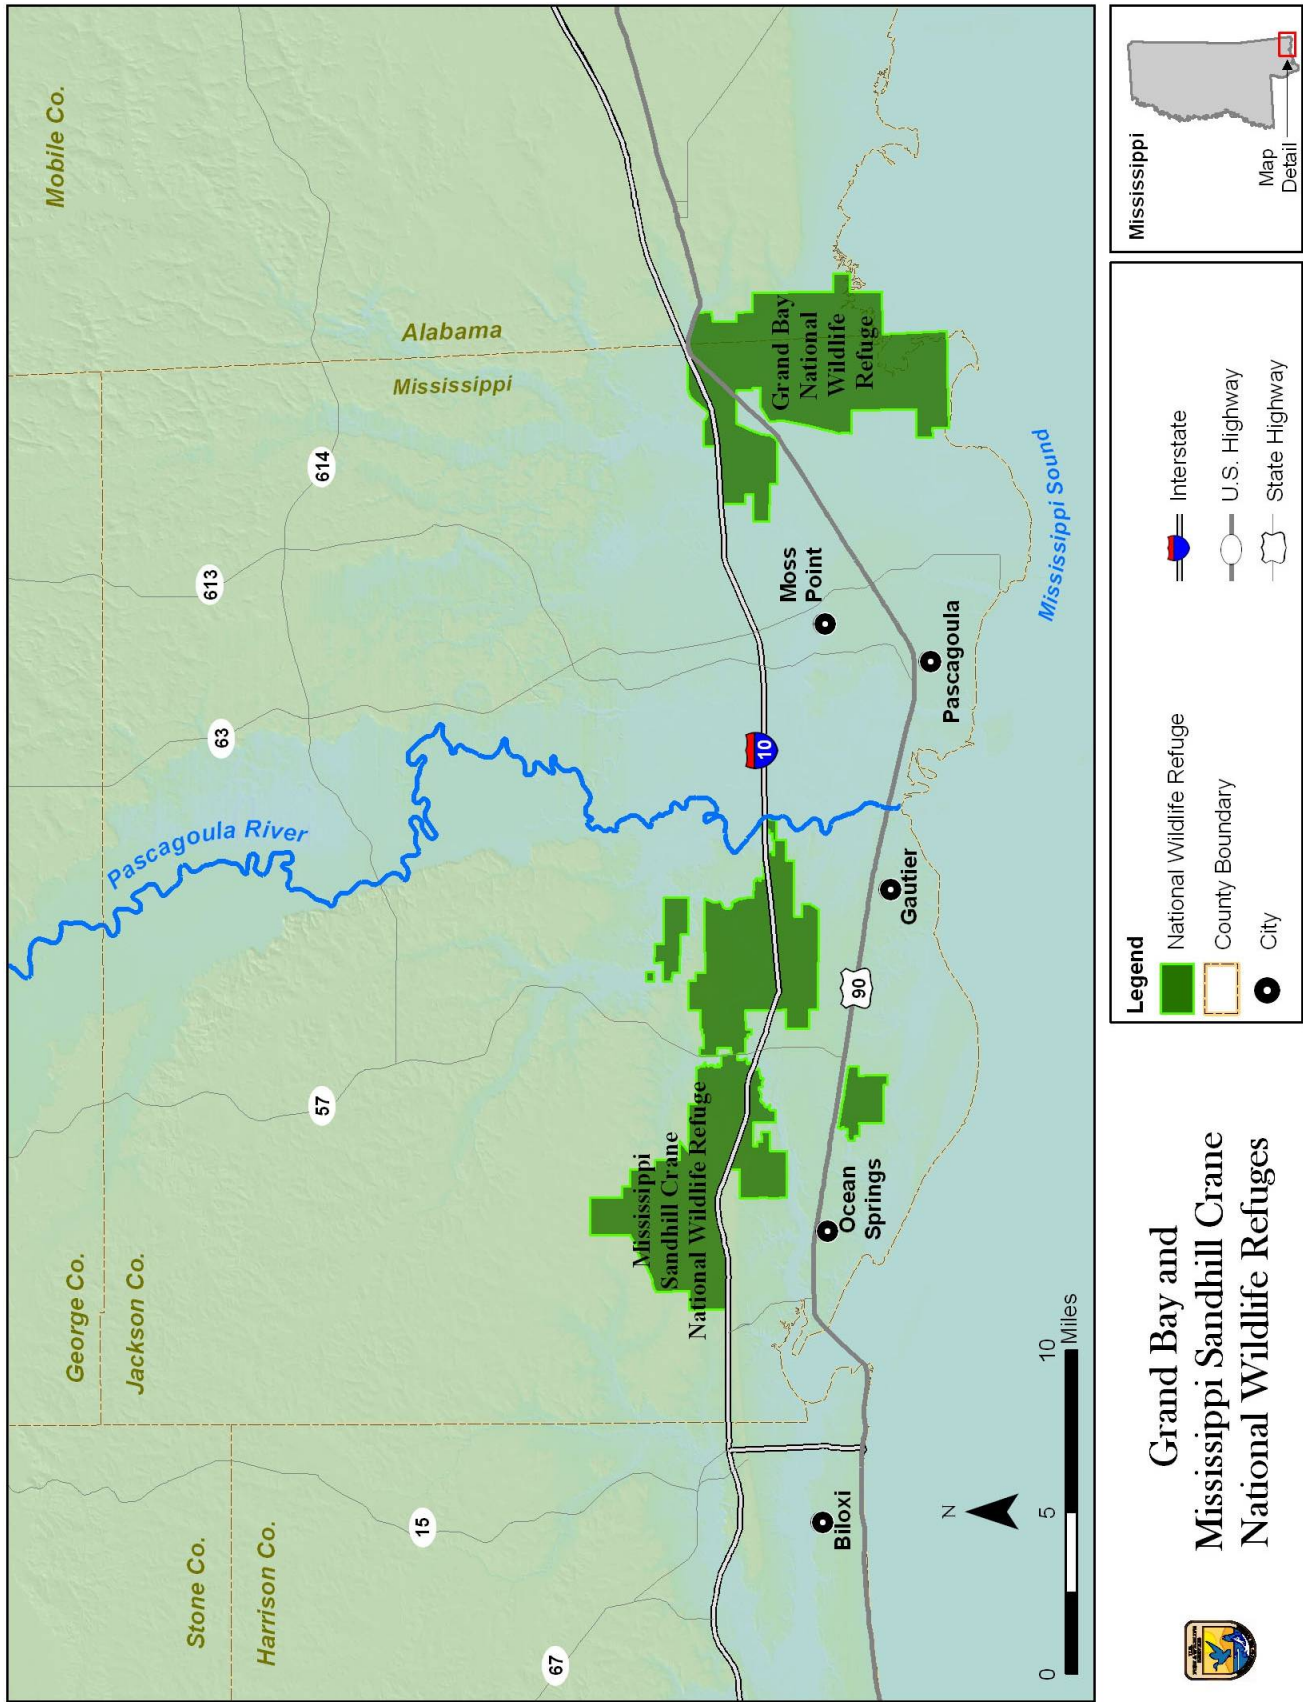 Mobile Co.
Alabama
Mississippi
George Co.
Jackson Co.
Stone Co.
Harrison Co.
Pascagoula River
63
613
614
57
15
67
10
90
Mississippi
Sandhill Crane
National Wildlife Refuge
Grand Bay
National
Wildlife
Refuge
Moss
Point
Pascagoula
Gautier
Ocean
Springs
Biloxi
Mississippi Sound
N
0
5
10
Miles
Grand Bay and
Mississippi Sandhill Crane
National Wildlife Refuges
Legend
National Wildlife Refuge
County Boundary
City
Interstate
U.S. Highway
State Highway
Mississippi
Map
Detail